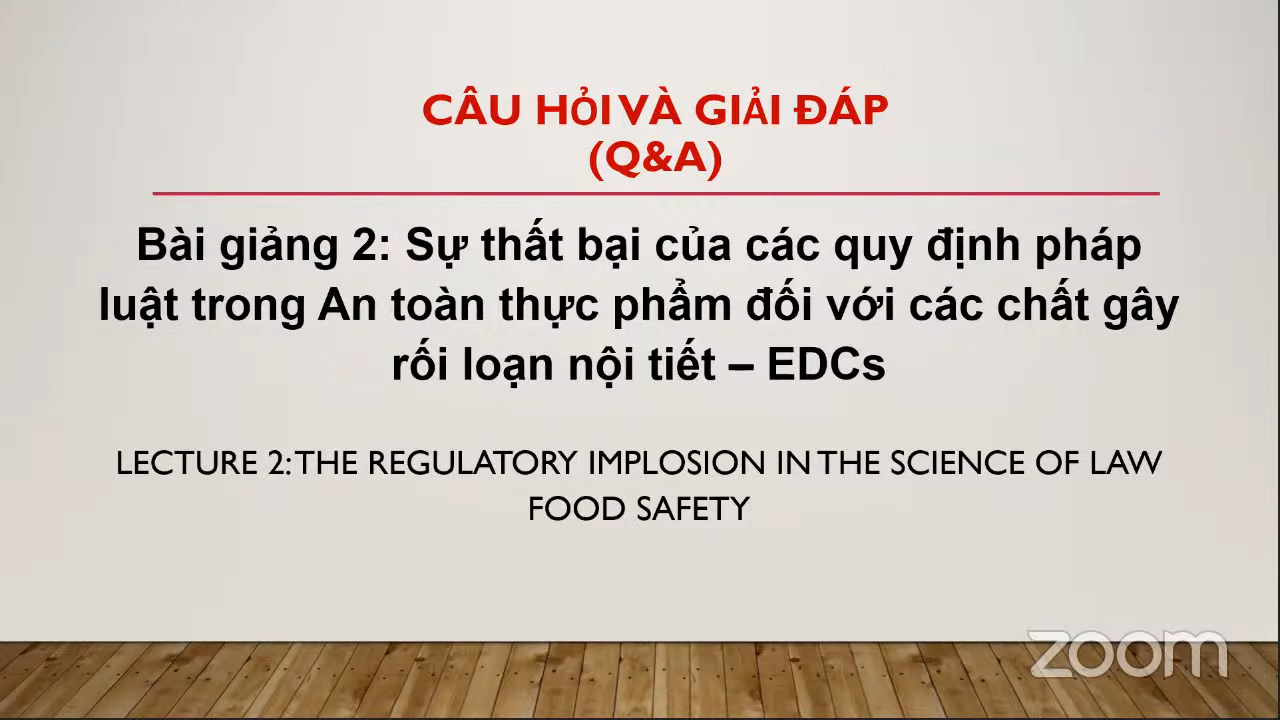 CÂU HỎI VÀ GIẢI ĐÁP
(Q&A)
Bài giảng 2: Sự thất bại của các quy định pháp
luật trong An toàn thực phẩm đối với các chất gây
rối loạn nội tiết – EDCs
LECTURE 2: THE REGULATORY IMPLOSION IN THE SCIENCE OF LAW
FOOD SAFETY
zoom